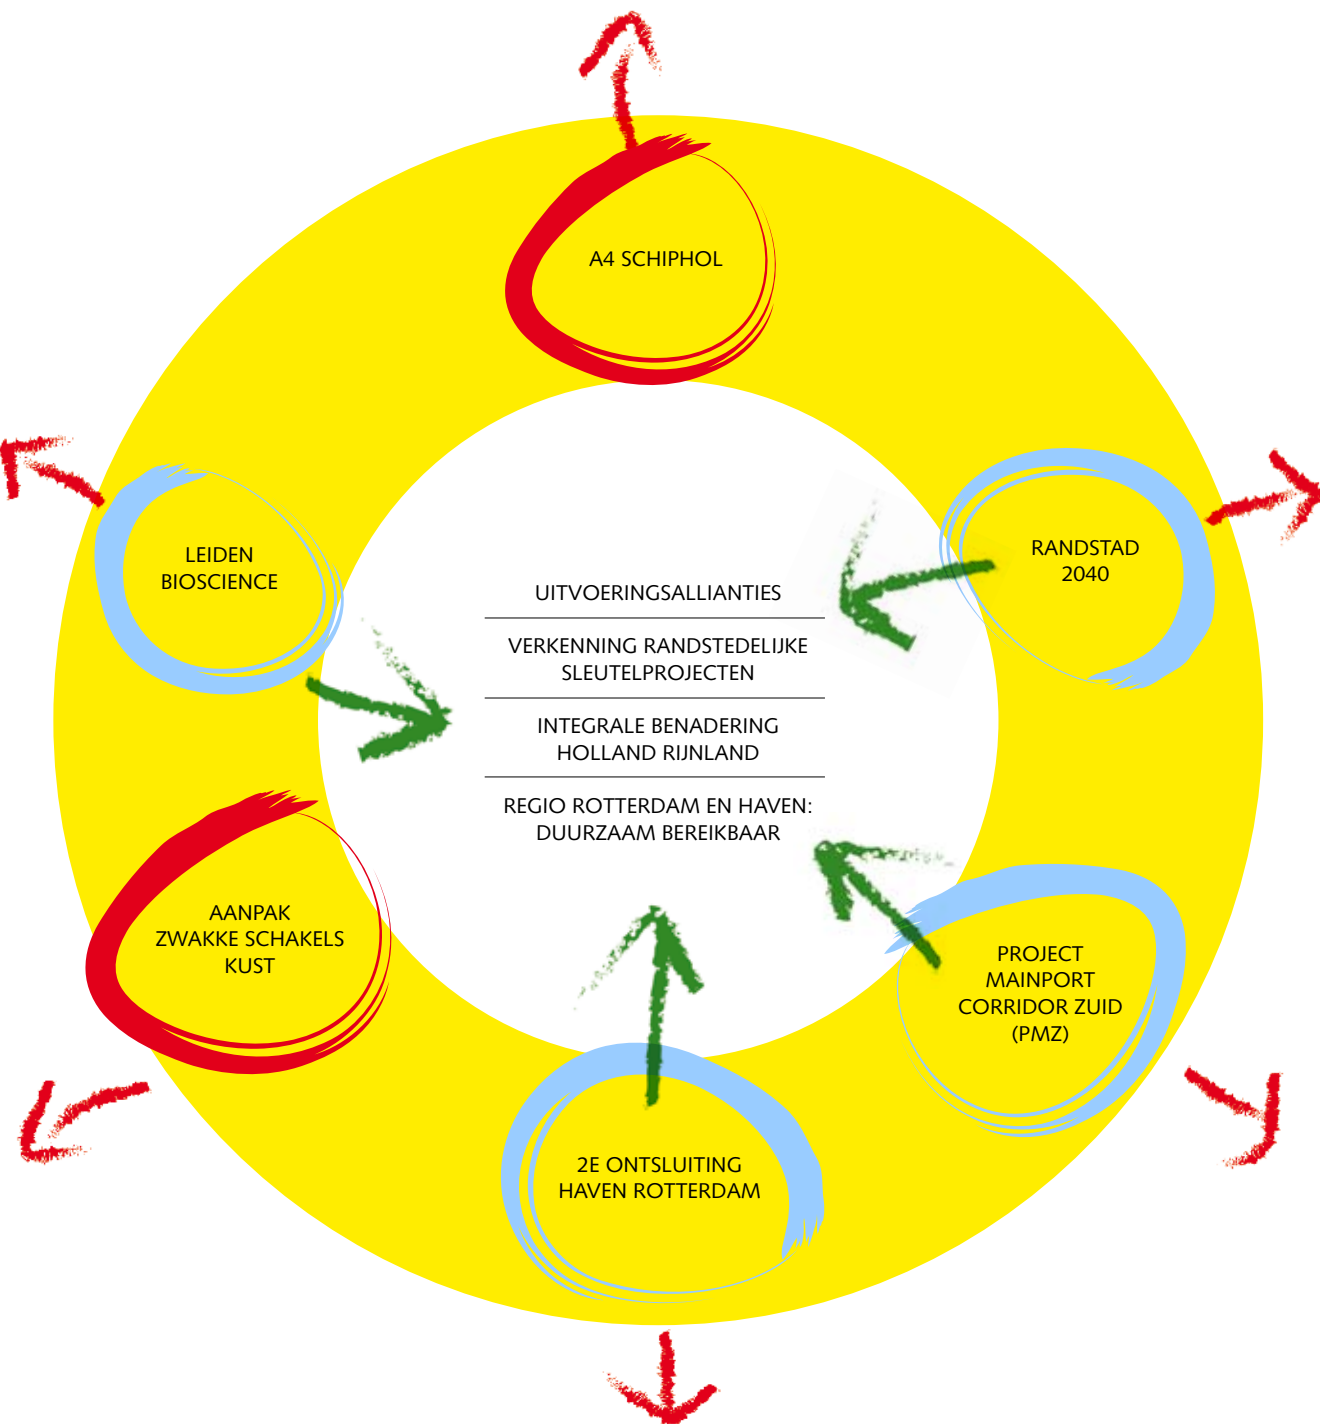 A4 SCHIPHOL
LEIDEN
BIOSCIENCE
RANDSTAD
2040
UITVOERINGSALLIANTIES
VERKENNING RANDSTEDELIJKE
SLEUTELPROJECTEN
INTEGRALE BENADERING
HOLLAND RIJNLAND
REGIO ROTTERDAM EN HAVEN:
DUURZAAM BEREIKBAAR
AANPAK
ZWAKKE SCHAKELS
KUST
PROJECT
MAINPORT
CORRIDOR ZUID
(PMZ)
2E ONTSLUITING
HAVEN ROTTERDAM